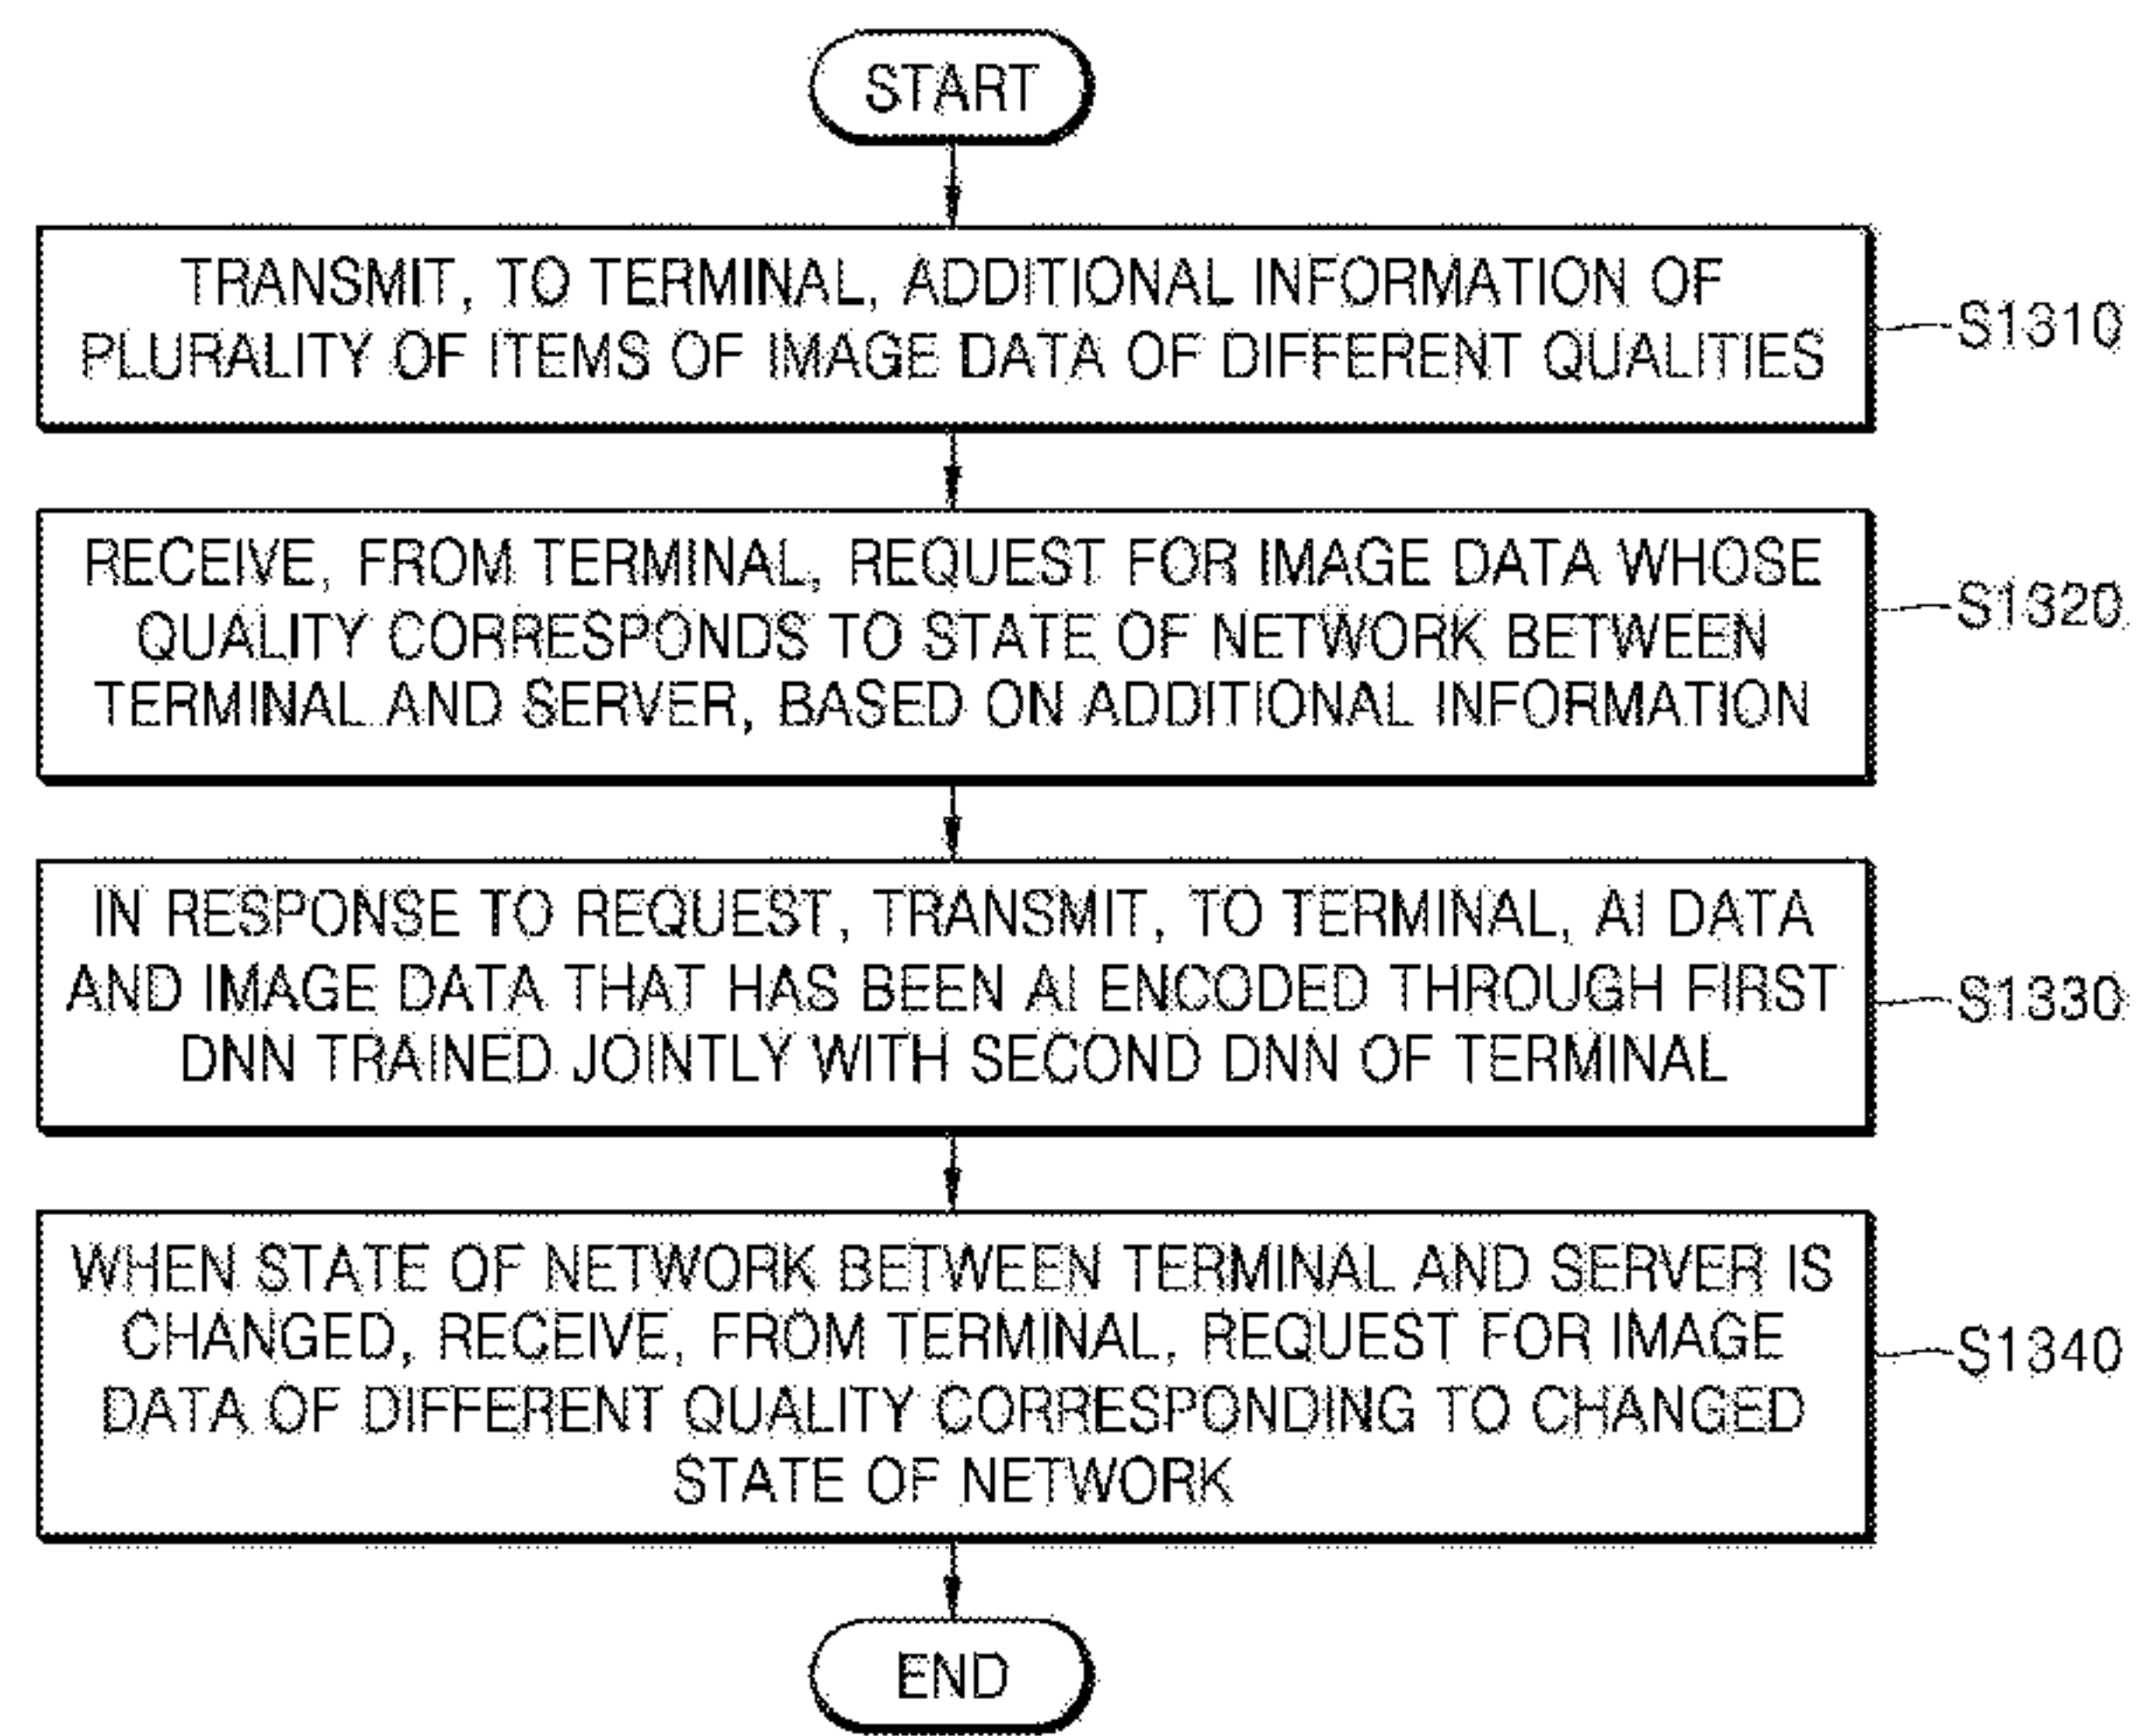 START
TRANSMIT, TO TERMINAL, ADDITIONAL INFORMATION OF
PLURALITY OF ITEMS OF IMAGE DATA OF DIFFERENT QUALITIES
S1310
RECEIVE, FROM TERMINAL, REQUEST FOR IMAGE DATA WHOSE
QUALITY CORRESPONDS TO STATE OF NETWORK BETWEEN
TERMINAL AND SERVER, BASED ON ADDITIONAL INFORMATION
S1320
IN RESPONSE TO REQUEST, TRANSMIT, TO TERMINAL, AI DATA
AND IMAGE DATA THAT HAS BEEN AI ENCODED THROUGH FIRST
DNN TRAINED JOINTLY WITH SECOND DNN OF TERMINAL
S1330
WHEN STATE OF NETWORK BETWEEN TERMINAL AND SERVER IS
CHANGED, RECEIVE, FROM TERMINAL, REQUEST FOR IMAGE
DATA OF DIFFERENT QUALITY CORRESPONDING TO CHANGED
STATE OF NETWORK
S1340
END